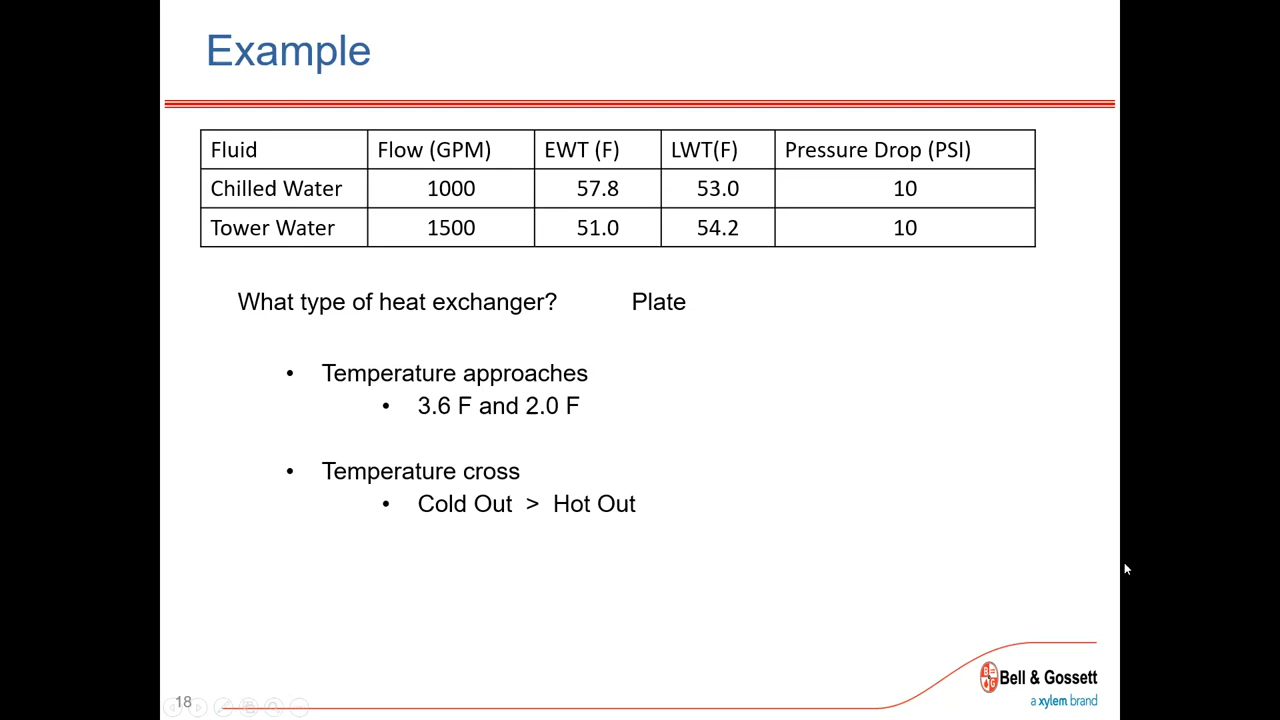 Example
Fluid Flow (GPM) EWT (F) LWT(F) Pressure Drop (PSI)
Chilled Water 1000 57.8 53.0 10
Tower Water 1500 51.0 54.2 10
What type of heat exchanger? Plate
• Temperature approaches
• 3.6 F and 2.0 F
• Temperature cross
• Cold Out > Hot Out
Bell & Gossett
a xylem brand
18